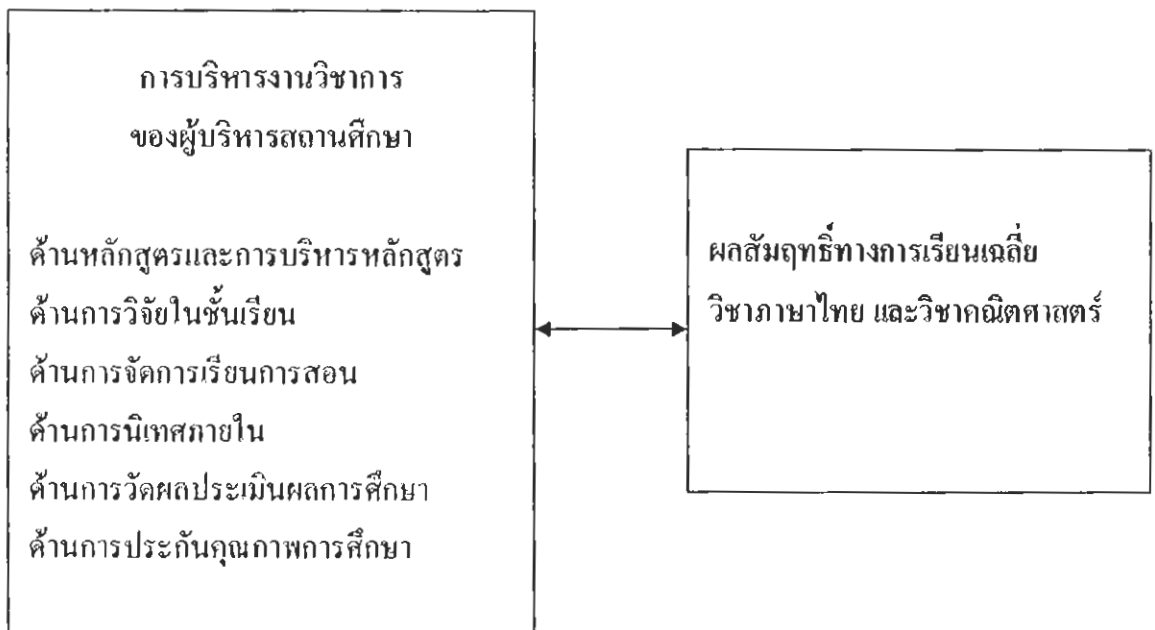 การบริหารงานวิชาการ
ของผู้บริหารสถานศึกษา
ด้านหลักสูตรและการบริหารหลักสูตร
ด้านการวิจัยในชั้นเรียน
ด้านการจัดการเรียนการสอน
ด้านการนิเทศภายใน
ด้านการวัดผลประเมินผลการศึกษา
ด้านการประกันคุณภาพการศึกษา
ผลสัมฤทธิ์ทางการเรียนเฉลี่ย
วิชาภาษาไทย และวิชาคณิตศาสตร์